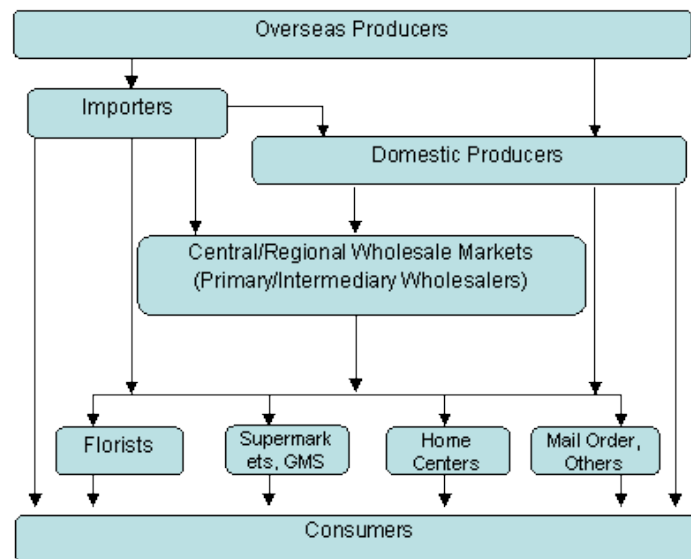 Overseas Producers
Importers
Domestic Producers
Central/Regional Wholesale Markets
(Primary/Intermediary Wholesalers)
Florists
Supermark
ets, GMS
Home
Centers
Mail Order,
Others
Consumers